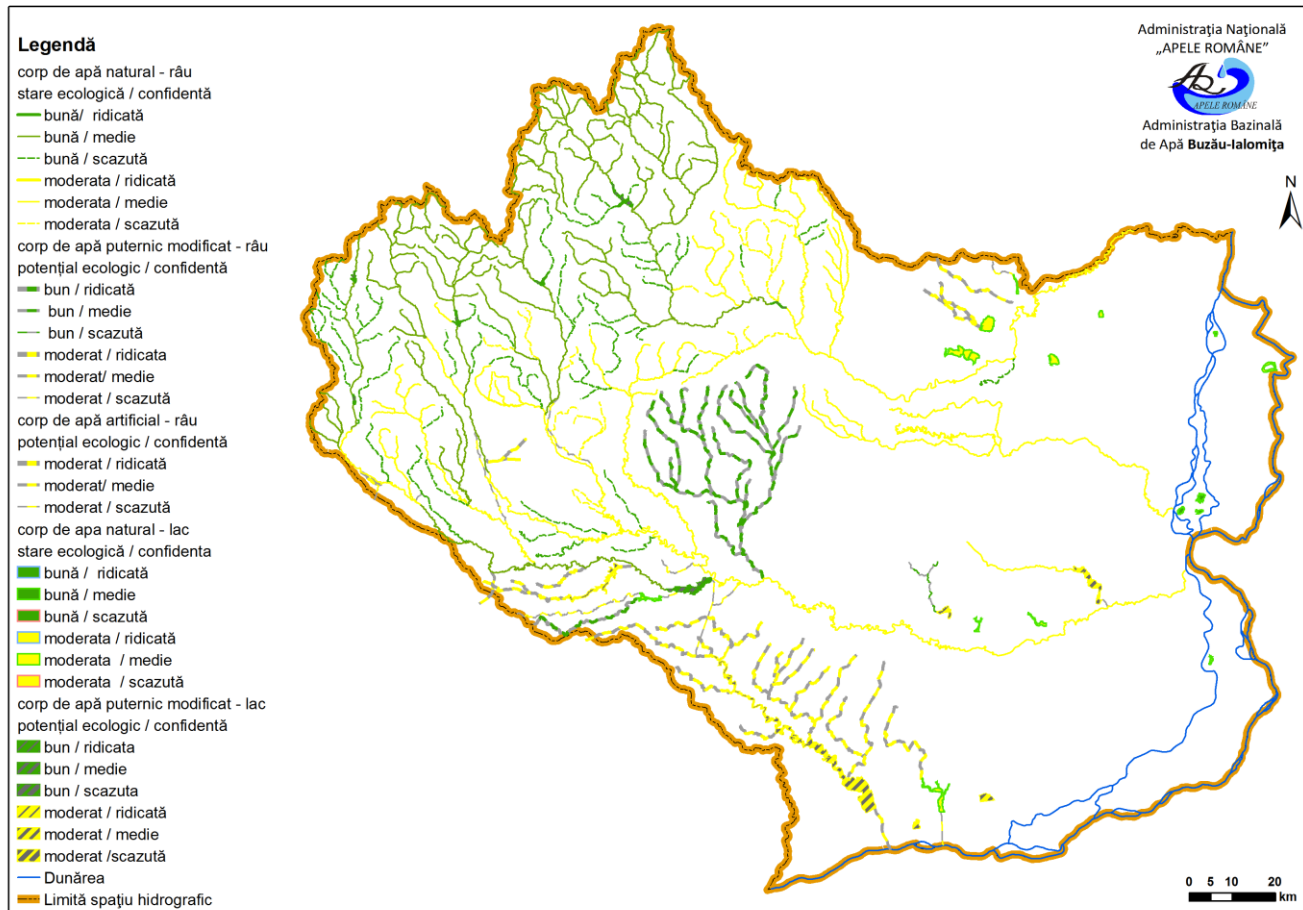 Legendă
corp de apă natural - râu
stare ecologică / confidentă
bună/ ridicată
bună / medie
bună / scazută
moderata / ridicată
moderata / medie
moderata / scazută
corp de apă puternic modificat - râu
potențial ecologic / confidentă
bun / ridicată
bun / medie
bun / scazută
moderat / ridicata
moderat/ medie
moderat / scazută
corp de apă artificial - râu
potențial ecologic / confidentă
moderat / ridicată
moderat/ medie
moderat / scazută
corp de apa natural - lac
stare ecologică / confidenta
bună / ridicată
bună / medie
bună / scazută
moderata / ridicată
moderata / medie
moderata / scazută
corp de apă puternic modificat - lac
potențial ecologic / confidentă
bun / ridicata
bun / medie
bun / scazuta
moderat / ridicată
moderat / medie
moderat /scazută
Dunărea
Limită spațiu hidrografic
Administrația Națională
„APELE ROMÂNE”
APELE ROMÂNE
Administrația Bazinală
de Apă Buzău-Ialomița
N
0 5 10 20
km